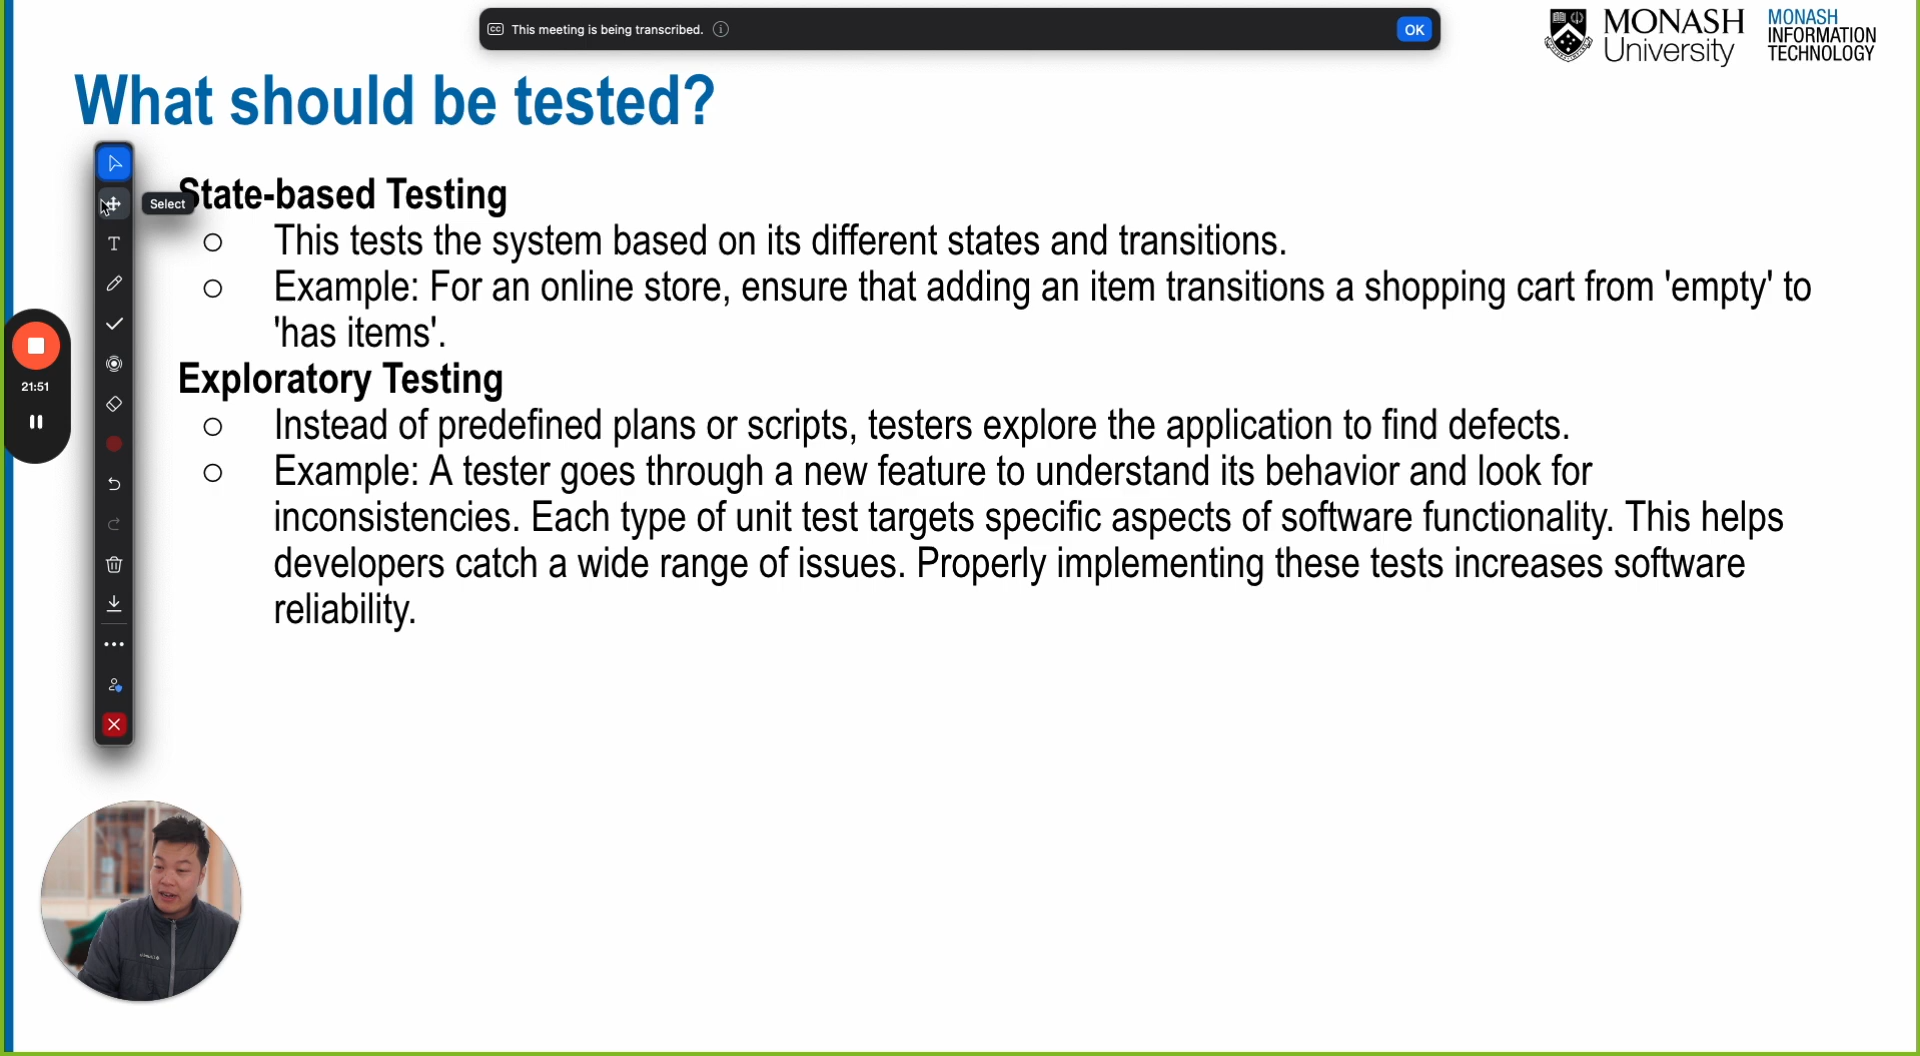 This meeting is being transcribed.
OK
MONASH
University
MONASH
INFORMATION
TECHNOLOGY
What should be tested?
Select
State-based Testing
This tests the system based on its different states and transitions.
Example: For an online store, ensure that adding an item transitions a shopping cart from 'empty' to
'has items'.
Exploratory Testing
Instead of predefined plans or scripts, testers explore the application to find defects.
Example: A tester goes through a new feature to understand its behavior and look for
inconsistencies. Each type of unit test targets specific aspects of software functionality. This helps
developers catch a wide range of issues. Properly implementing these tests increases software
reliability.
21:51